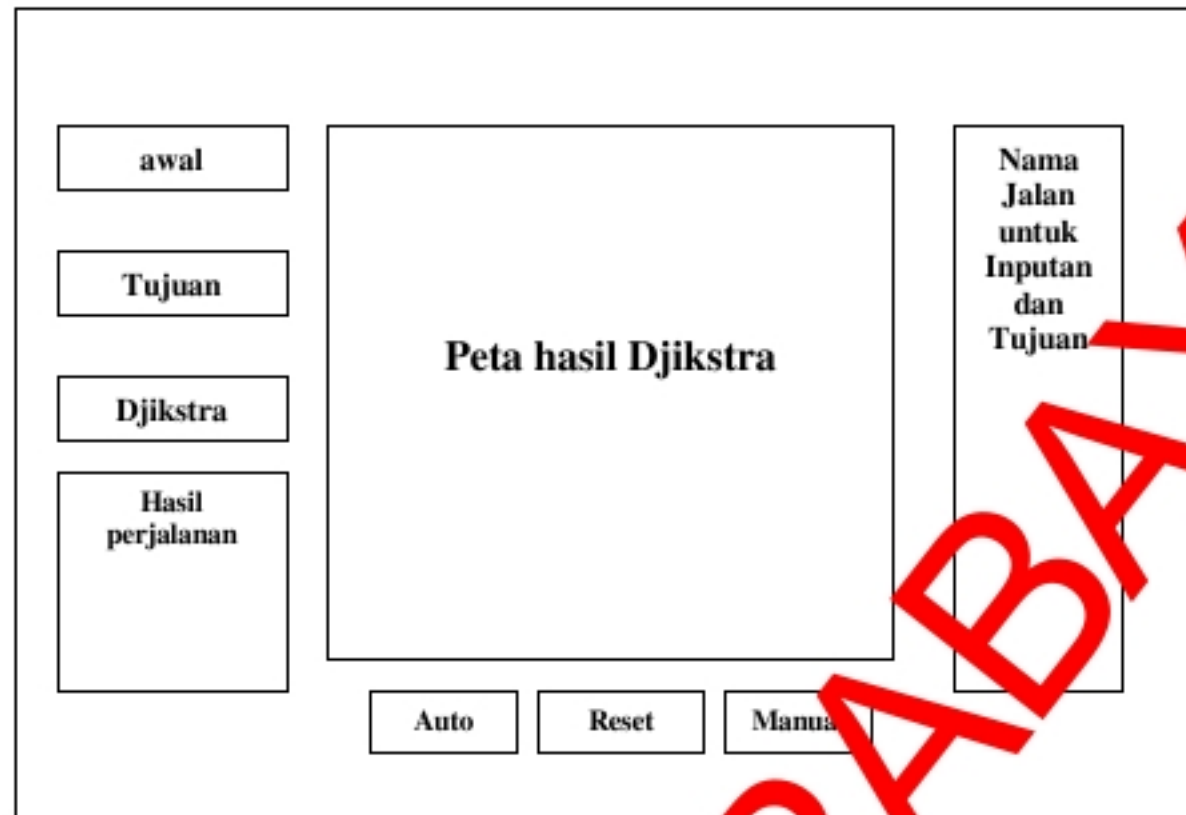 awal
Tujuan
Djikstra
Hasil
perjalanan
Peta hasil Djikstra
Auto
Reset
Nama
Jalan
untuk
Inputan
dan
Tujuan